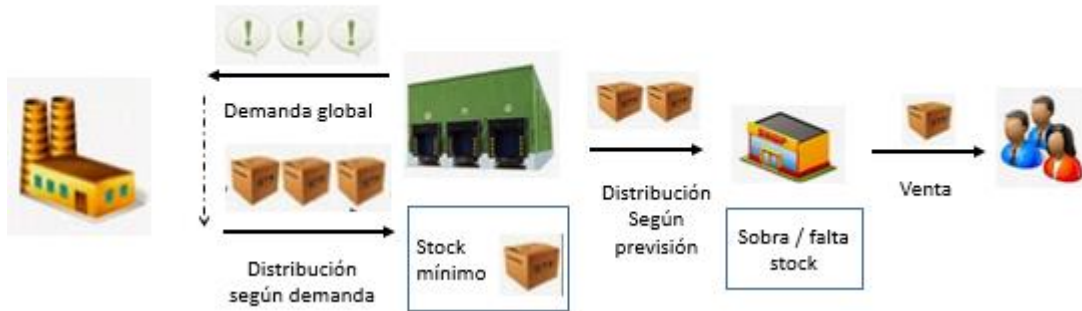 Demanda global
Distribución
según demanda
Stock
mínimo
Distribución
Según
previsión
Sobra / falta
stock
Venta